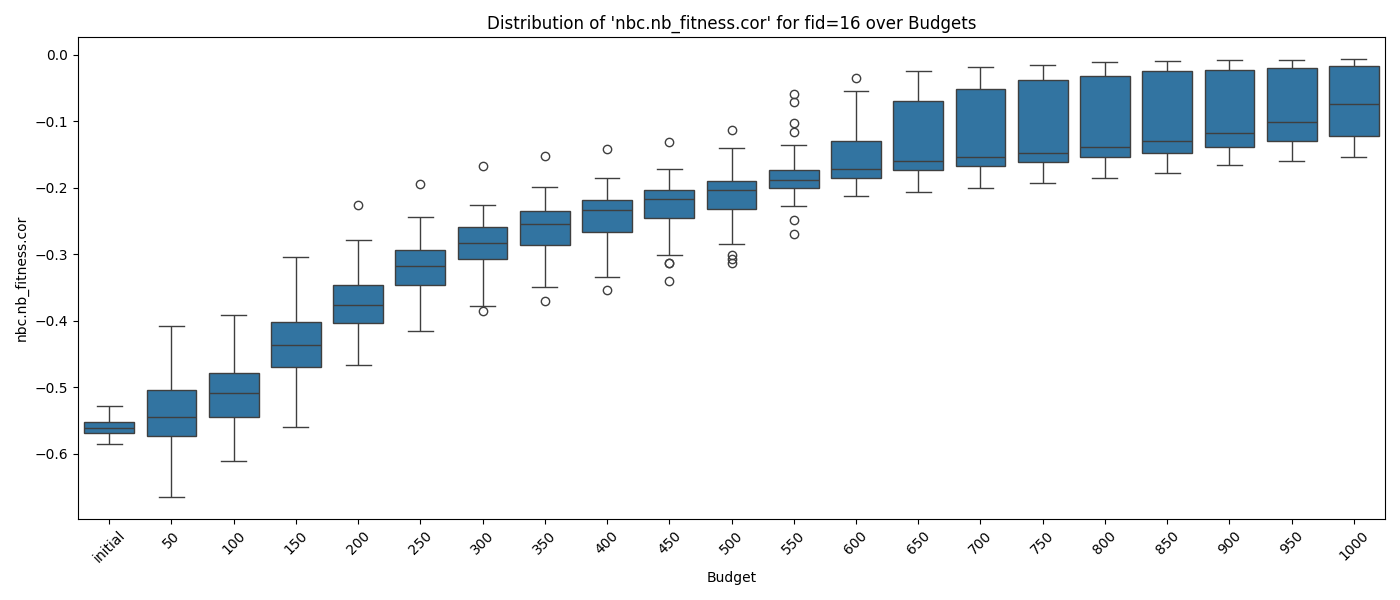 Distribution of 'nbc.nb_fitness.cor' for fid=16 over Budgets
nbc.nb_fitness.cor
0.0
−0.1
−0.2
−0.3
−0.4
−0.5
−0.6
initial 50 100 150 200 250 300 350 400 450 500 550 600 650 700 750 800 850 900 950 1000
Budget